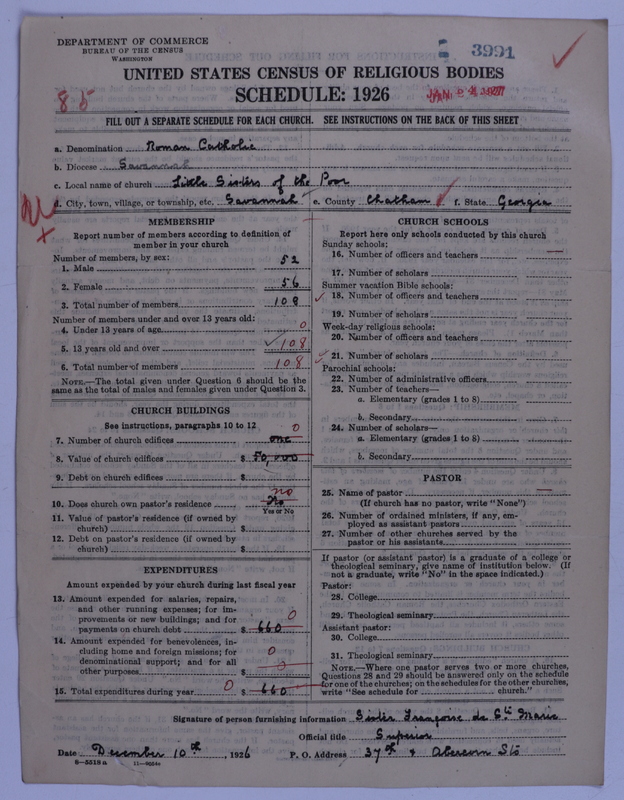 DEPARTMENT OF COMMERCE
BUREAU OF THE CENSUS
WASHINGTON
3991
UNITED STATES CENSUS OF RELIGIOUS BODIES
85
SCHEDULE: 1926
FILL OUT A SEPARATE SCHEDULE FOR EACH CHURCH. SEE INSTRUCTIONS ON THE BACK OF THIS SHEET
a. Denomination Roman Catholic
b. Diocese Savannah
c. Local name of church Little Sisters of the Poor
d. City, town, village, or township, etc. Savannah e. County Chatham f. State Georgia
MEMBERSHIP
Report number of members according to definition of
member in your church
Number of members, by sex:
1. Male 52
2. Female 56
3. Total number of members 108
Number of members under and over 13 years old:
4. Under 13 years of age 0
5. 13 years old and over 108
6. Total number of members 108
NOTE.—The total given under Question 6 should be the
same as the total of males and females given under Question 3.
CHURCH BUILDINGS
See instructions, paragraphs 10 to 12 0
7. Number of church edifices one
8. Value of church edifices $ 50,000
9. Debt on church edifices $
no
10. Does church own pastor's residence No
Yes or No
11. Value of pastor's residence (if owned by
church) $
12. Debt on pastor's residence (if owned by
church) $
EXPENDITURES
Amount expended by your church during last fiscal year
13. Amount expended for salaries, repairs,
and other running expenses; for im-
provements or new buildings; and for 0
payments on church debt $ 660
14. Amount expended for benevolences, in-
cluding home and foreign missions; for 0
denominational support; and for all
other purposes $ 0
15. Total expenditures during year 0 $ 660
CHURCH SCHOOLS
Report here only schools conducted by this church
Sunday schools:
16. Number of officers and teachers —
17. Number of scholars
Summer vacation Bible schools:
18. Number of officers and teachers
19. Number of scholars
Week-day religious schools:
20. Number of officers and teachers
21. Number of scholars
Parochial schools:
22. Number of administrative officers
23. Number of teachers—
a. Elementary (grades 1 to 8)
b. Secondary
24. Number of scholars—
a. Elementary (grades 1 to 8)
b. Secondary
PASTOR
25. Name of pastor —
(If church has no pastor, write "None")
26. Number of ordained ministers, if any, em-
ployed as assistant pastors
27. Number of other churches served by the
pastor or his assistants
If pastor (or assistant pastor) is a graduate of a college or
theological seminary, give name of institution below. (If
not a graduate, write "No" in the space indicated.)
Pastor:
28. College
29. Theological seminary
Assistant pastor:
30. College
31. Theological seminary
NOTE.—Where one pastor serves two or more churches,
Questions 28 and 29 should be answered only on the schedule
for one of the churches; on the schedules for the other churches,
write "See schedule for church."
Signature of person furnishing information Sister Françoise de Ste Marie
Official title Superior
Date December 10th, 1926 P. O. Address 37th & Abercorn Sts
8-5518a 11-9554a